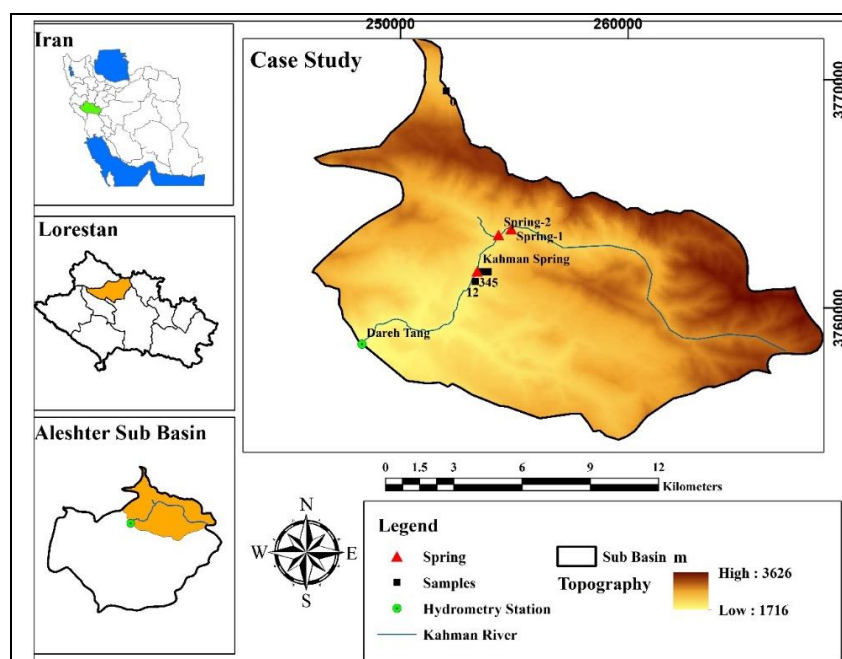 Iran
Lorestan
Aleshter Sub Basin
250000 260000
Case Study
3770000
3760000
0
Spring-2
Spring-1
Kahman Spring
345
12
Dareh Tang
0 1.5 3 6 9 12
Kilometers
N
W E
S
Legend
Spring
Samples
Hydrometry Station
Kahman River
Sub Basin m
Topography
High : 3626
Low : 1716